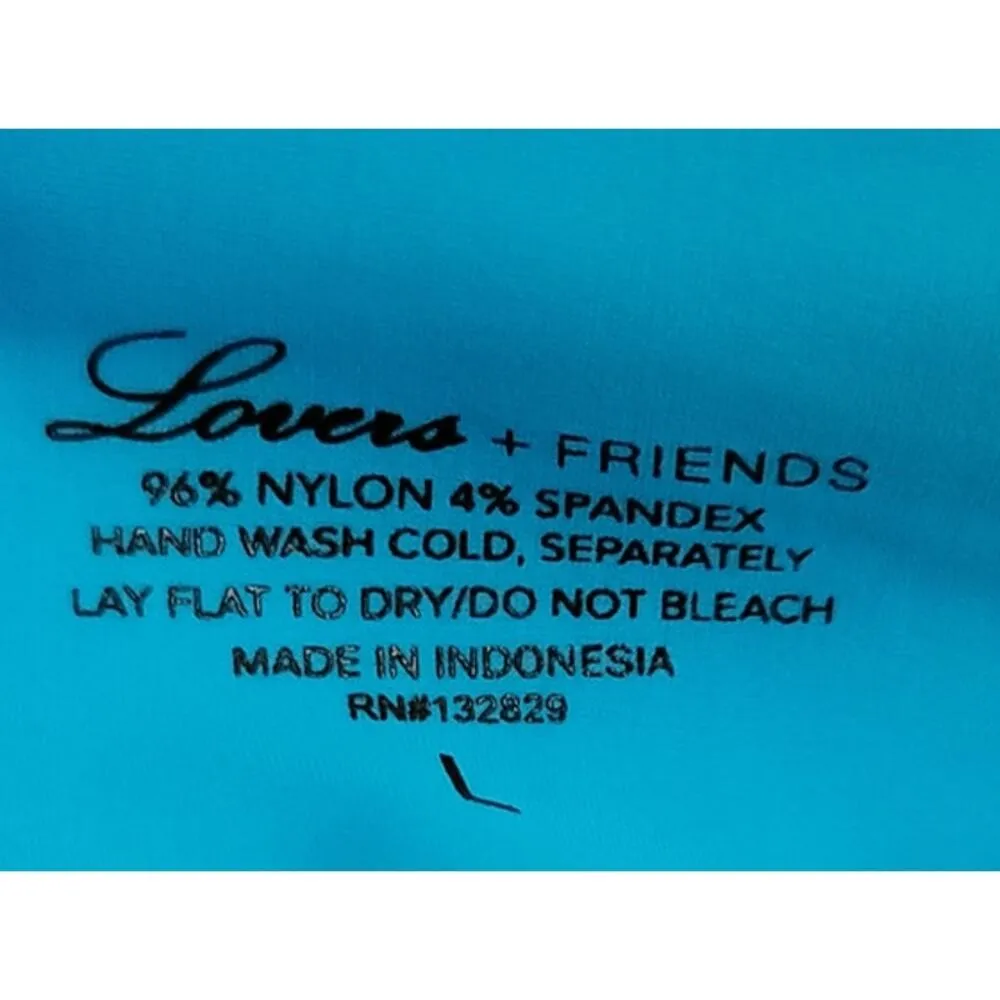 Lovers + FRIENDS
96% NYLON 4% SPANDEX
HAND WASH COLD, SEPARATELY
LAY FLAT TO DRY/DO NOT BLEACH
MADE IN INDONESIA
RN#132829
L